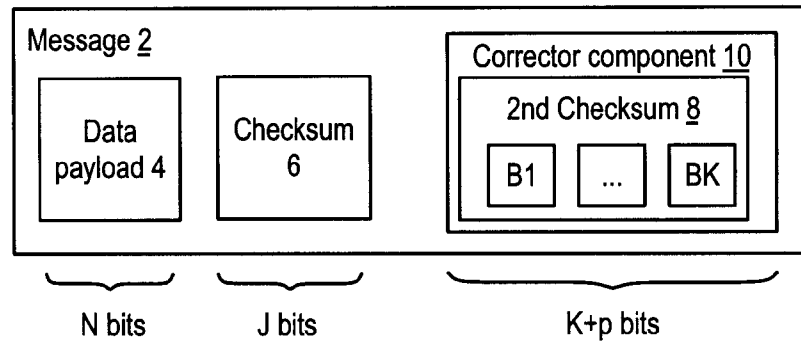 Message 2
Data
payload 4
Checksum
6
Corrector component 10
2nd Checksum 8
B1
...
BK
N bits
J bits
K+p bits